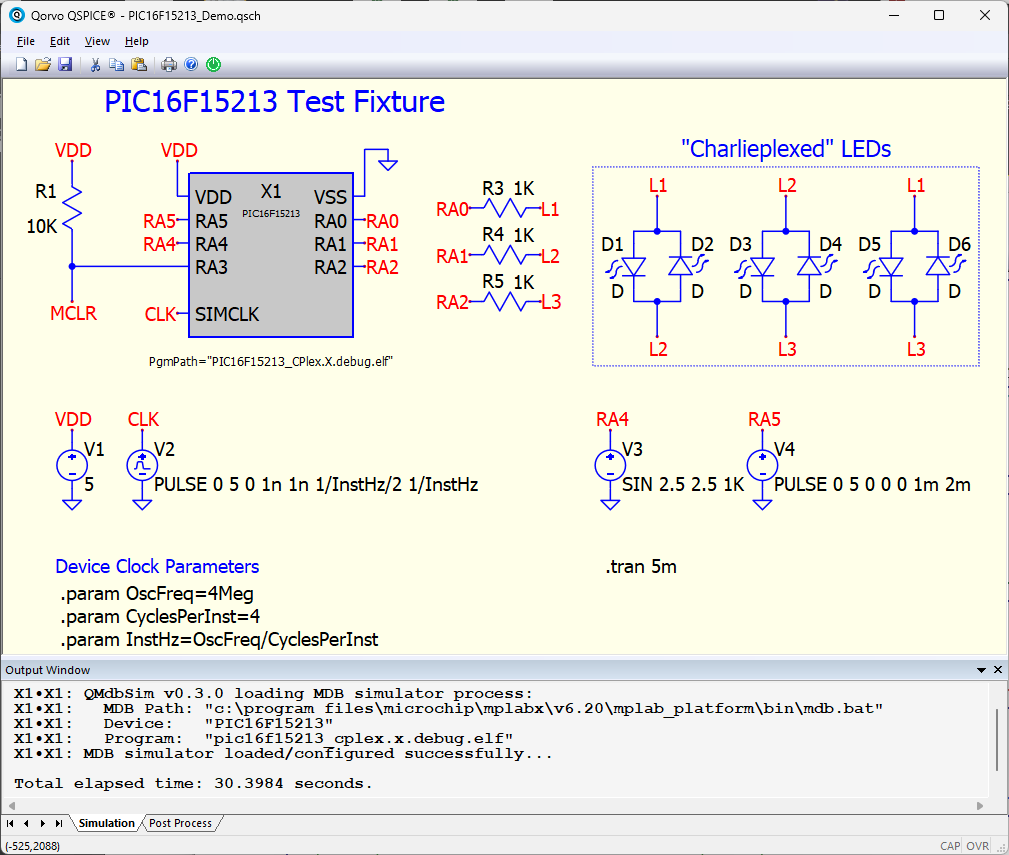 Qorvo QSPICE® - PIC16F15213_Demo.qsch
File Edit View Help
PIC16F15213 Test Fixture
"Charlieplexed" LEDs
VDD
R1
10K
MCLR
VDD
RA5
RA4
CLK
VDD X1 VSS
PIC16F15213
RA5 RA0
RA4 RA1
RA3 RA2
SIMCLK
RA0
RA1
RA2
PgmPath="PIC16F15213_CPlex.X.debug.elf"
R3 1K
RA0 L1
R4 1K
RA1 L2
R5 1K
RA2 L3
L1 L2 L1
D1 D2 D3 D4 D5 D6
D D D D D D
L2 L3 L3
VDD
V1
5
CLK
V2
PULSE 0 5 0 1n 1n 1/InstHz/2 1/InstHz
RA4
V3
SIN 2.5 2.5 1K
RA5
V4
PULSE 0 5 0 0 0 1m 2m
Device Clock Parameters
.param OscFreq=4Meg
.param CyclesPerInst=4
.param InstHz=OscFreq/CyclesPerInst
.tran 5m
Output Window
X1•X1: QMdbSim v0.3.0 loading MDB simulator process:
X1•X1: MDB Path: "c:\program files\microchip\mplabx\v6.20\mplab_platform\bin\mdb.bat"
X1•X1: Device: "PIC16F15213"
X1•X1: Program: "pic16f15213_cplex.x.debug.elf"
X1•X1: MDB simulator loaded/configured successfully...
Total elapsed time: 30.3984 seconds.
Simulation Post Process
(-525,2088) CAP OVR